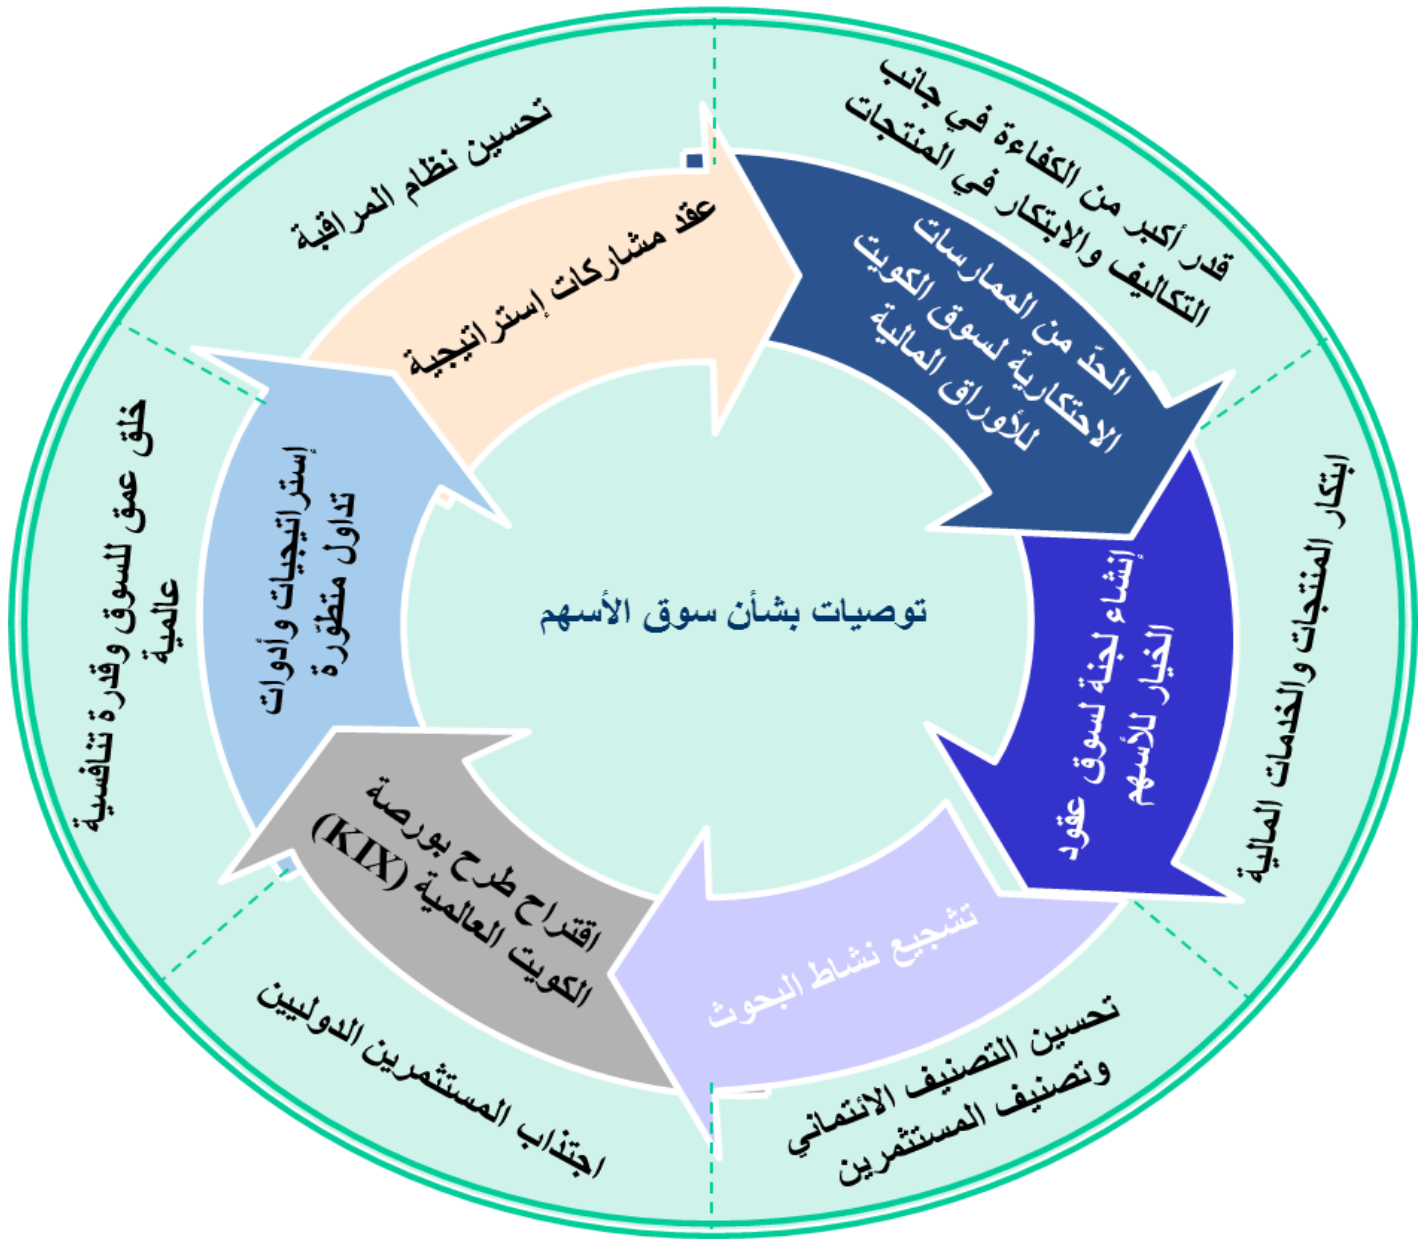 توصيات بشأن سوق الأسهم
قدر أكبر من الكفاءة في جانب
التكاليف والابتكار في المنتجات
الحدّ من الممارسات
الاحتكارية لسوق الكويت
للأوراق المالية
ابتكار المنتجات والخدمات المالية
إنشاء لجنة لسوق عقود
الخيار للأسهم
تحسين التصنيف الائتماني
وتصنيف المستثمرين
تشجيع نشاط البحوث
اجتذاب المستثمرين الدوليين
اقتراح طرح بورصة
الكويت العالمية (KIX)
خلق عمق للسوق وقدرة تنافسية
عالمية
إستراتيجيات وأدوات
تداول متطوّرة
تحسين نظام المراقبة
عقد مشاركات إستراتيجية